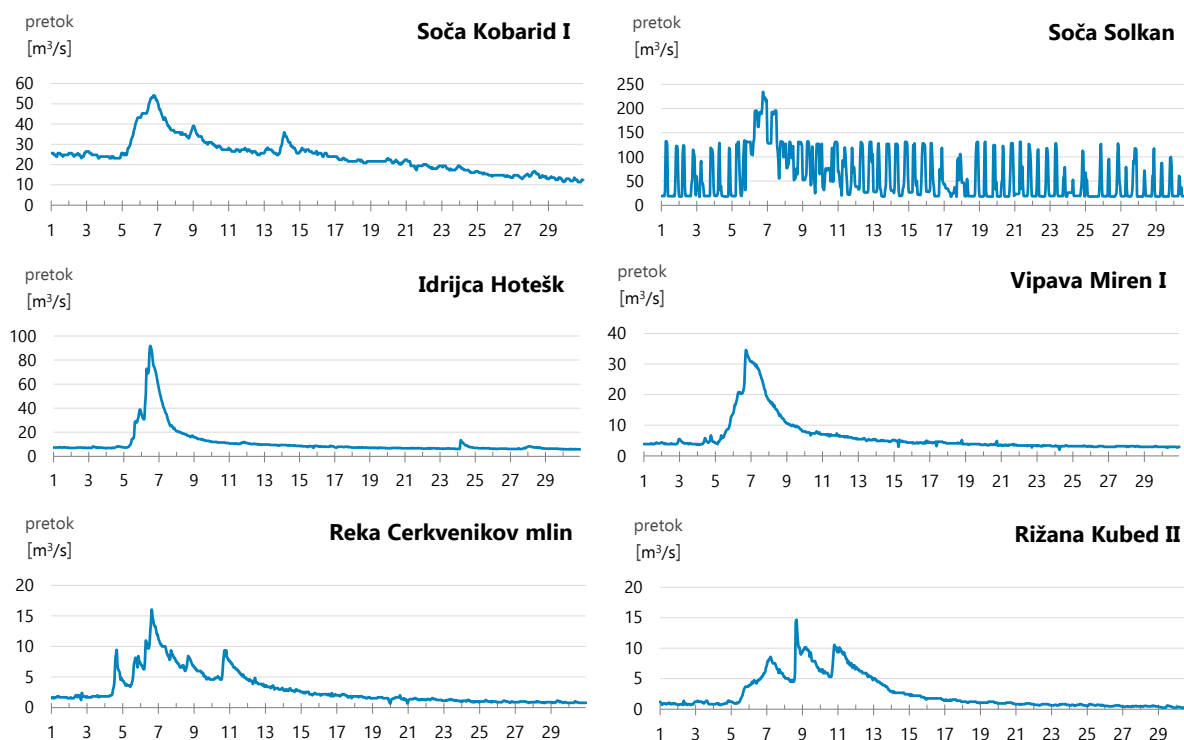 pretok
[m³/s]
Soča Kobarid I
60
50
40
30
20
10
0
1 3 5 7 9 11 13 15 17 19 21 23 25 27 29
pretok
[m³/s]
Soča Solkan
250
200
150
100
50
0
1 3 5 7 9 11 13 15 17 19 21 23 25 27 29
pretok
[m³/s]
Idrijca Hotešk
100
80
60
40
20
0
1 3 5 7 9 11 13 15 17 19 21 23 25 27 29
pretok
[m³/s]
Vipava Miren I
40
30
20
10
0
1 3 5 7 9 11 13 15 17 19 21 23 25 27 29
pretok
[m³/s]
Reka Cerkvenikov mlin
20
15
10
5
0
1 3 5 7 9 11 13 15 17 19 21 23 25 27 29
pretok
[m³/s]
Rižana Kubed II
20
15
10
5
0
1 3 5 7 9 11 13 15 17 19 21 23 25 27 29